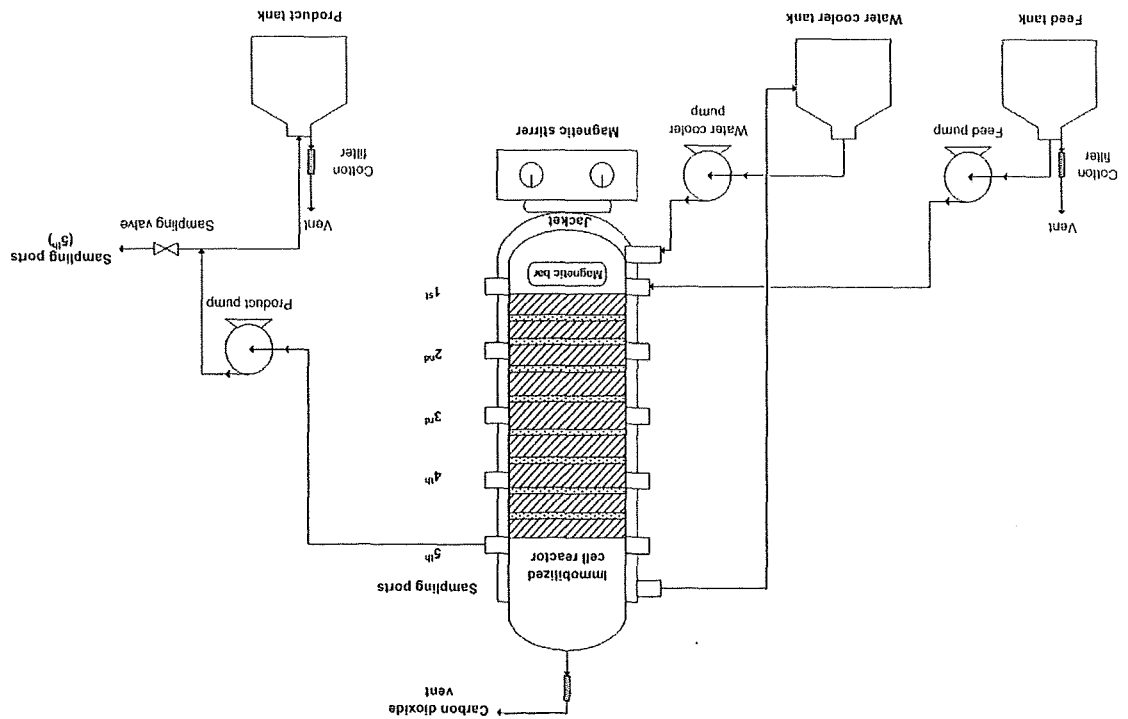 Carbon dioxide
vent
Sampling ports
Immobilized
cell reactor
5th
4th
3rd
2nd
1st
Product pump
Magnetic bar
Jacket
Sampling ports
(5th)
Sampling valve
Vent
Vent
Cotton
filter
Cotton
filter
Feed pump
Water cooler
pump
Magnetic stirrer
Feed tank
Water cooler tank
Product tank